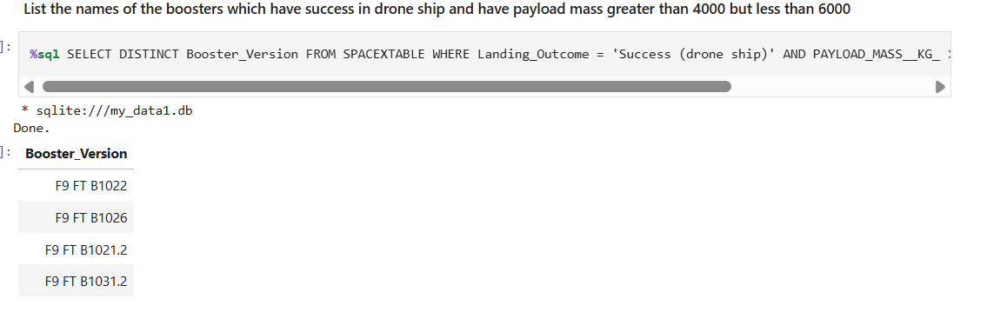 List the names of the boosters which have success in drone ship and have payload mass greater than 4000 but less than 6000
]:
%sql SELECT DISTINCT Booster_Version FROM SPACEXTABLE WHERE Landing_Outcome = 'Success (drone ship)' AND PAYLOAD_MASS__KG_
* sqlite:///my_data1.db
Done.
]: Booster_Version
F9 FT B1022
F9 FT B1026
F9 FT B1021.2
F9 FT B1031.2